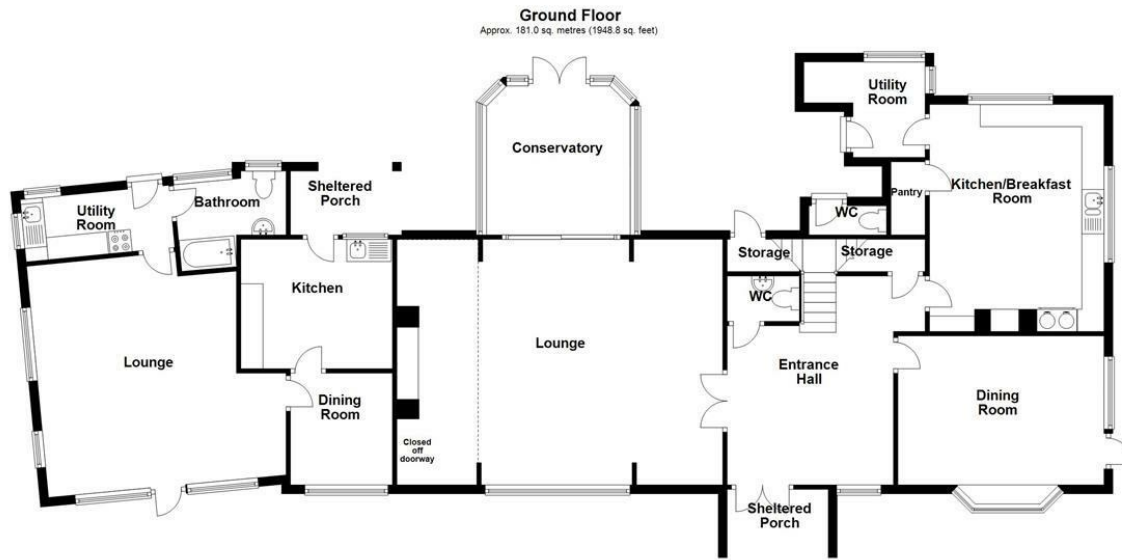 Ground Floor
Approx. 181.0 sq. metres (1948.8 sq. feet)
Utility
Room
Conservatory
Sheltered
Porch
Bathroom
Utility
Room
Kitchen/Breakfast
Room
Pantry
WC
Storage
Storage
Kitchen
WC
Lounge
Lounge
Entrance
Hall
Dining
Room
Dining
Room
Closed
off
doorway
Sheltered
Porch